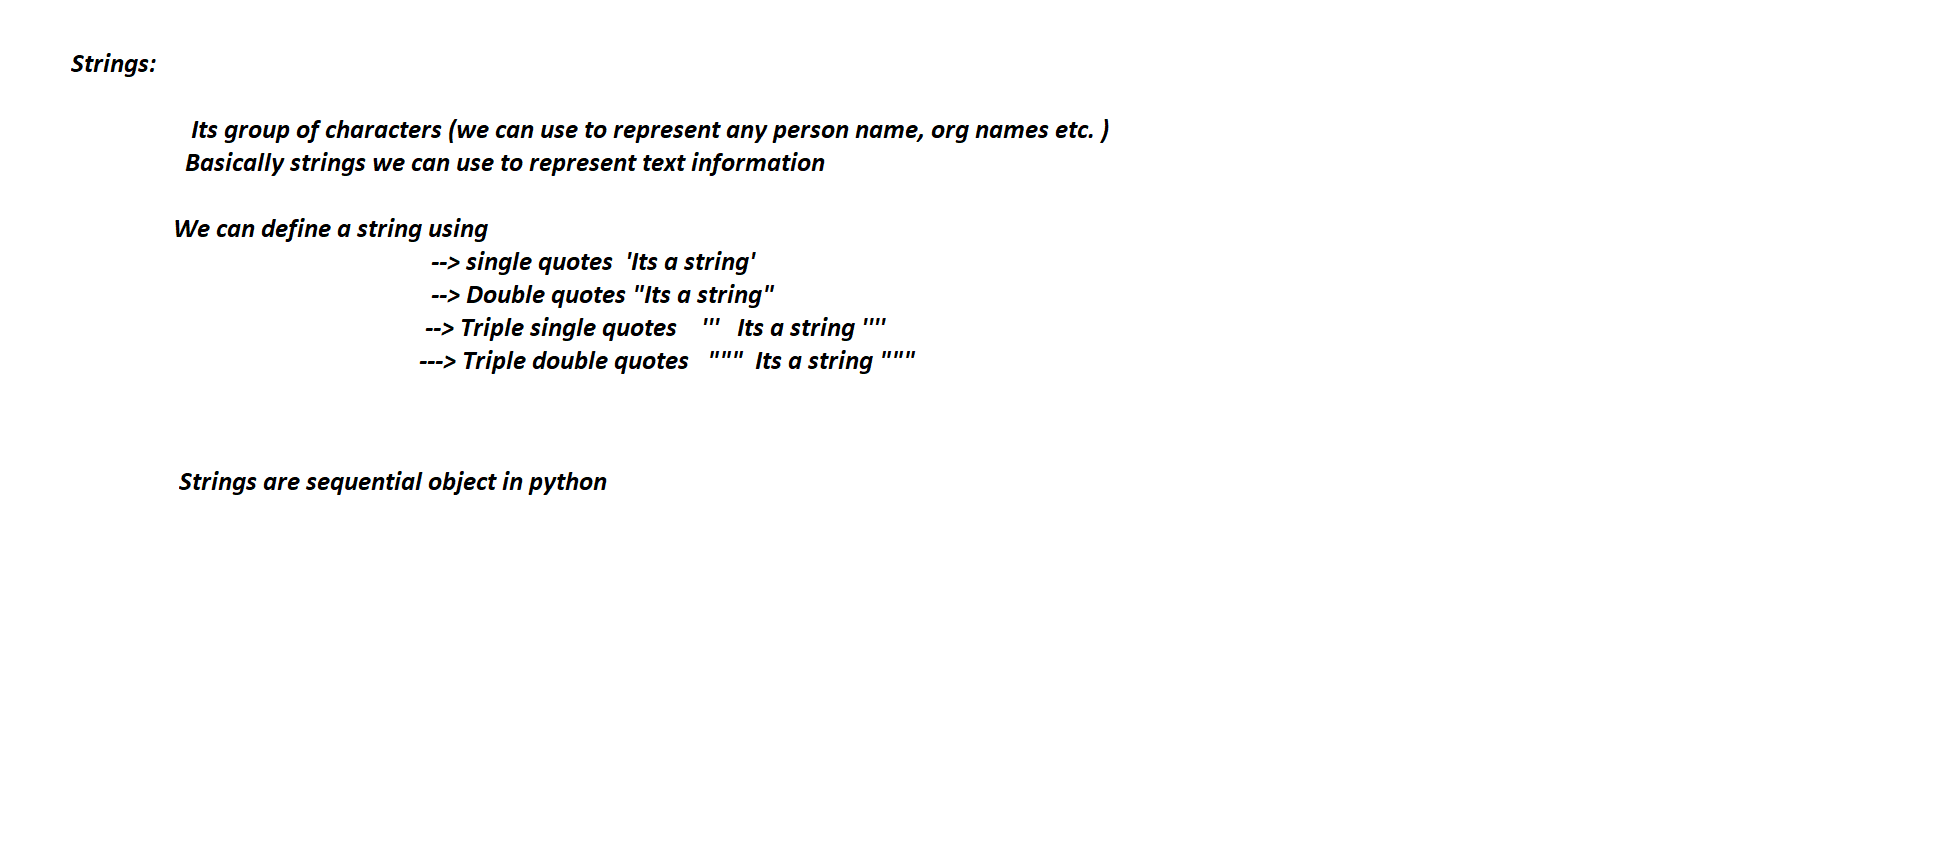 Strings:
Its group of characters (we can use to represent any person name, org names etc. )
Basically strings we can use to represent text information
We can define a string using
--> single quotes  'Its a string'
--> Double quotes "Its a string"
--> Triple single quotes    '''   Its a string ''''
---> Triple double quotes   """  Its a string """
Strings are sequential object in python